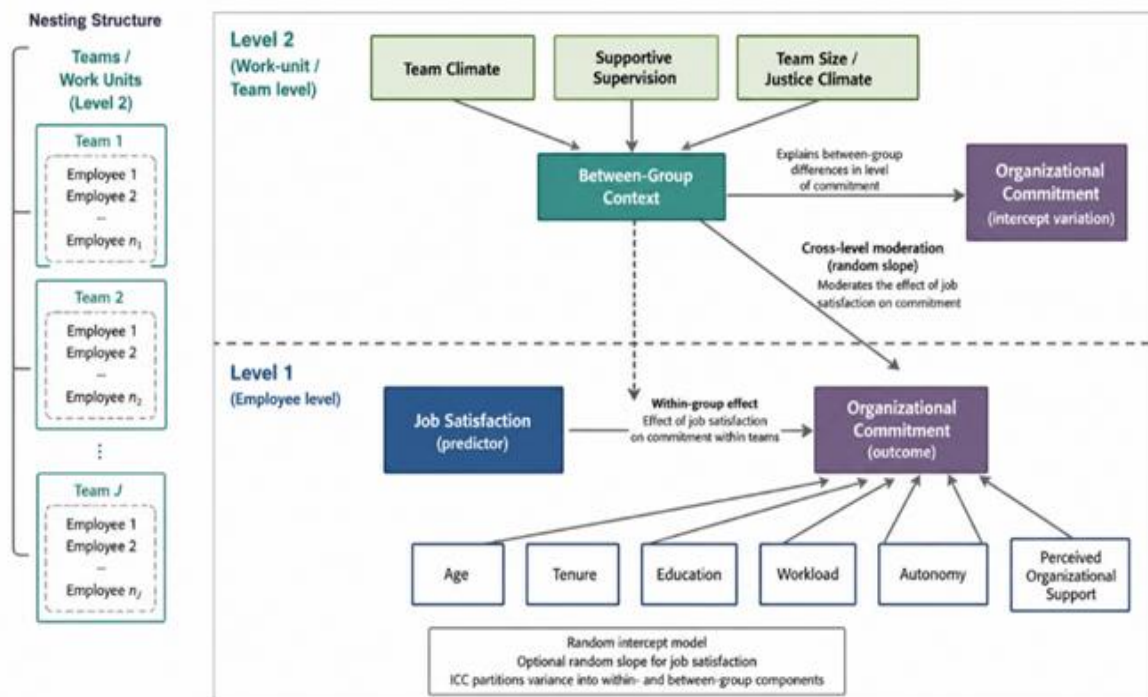 Nesting Structure
Teams /
Work Units
(Level 2)
Team 1
Employee 1
Employee 2
...
Employee n₁
Team 2
Employee 1
Employee 2
...
Employee n₂
⋮
Team J
Employee 1
Employee 2
...
Employee nJ
Level 2
(Work-unit /
Team level)
Team Climate
Supportive
Supervision
Team Size /
Justice Climate
Between-Group
Context
Explains between-group
differences in level
of commitment
Organizational
Commitment
(intercept variation)
Cross-level moderation
(random slope)
Moderates the effect of job
satisfaction on commitment
Level 1
(Employee level)
Job Satisfaction
(predictor)
Within-group effect
Effect of job satisfaction
on commitment within teams
Organizational
Commitment
(outcome)
Age
Tenure
Education
Workload
Autonomy
Perceived
Organizational
Support
Random intercept model
Optional random slope for job satisfaction
ICC partitions variance into within- and between-group components